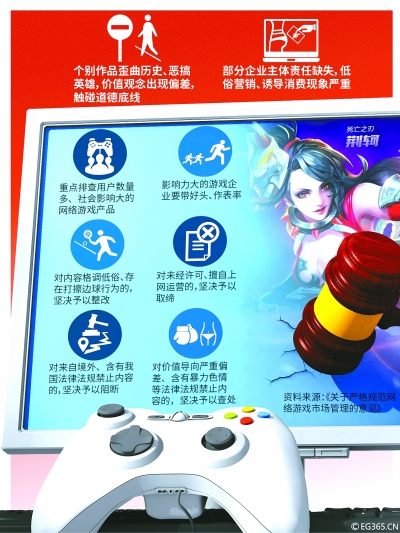 个别作品歪曲历史、恶搞
英雄,价值观念出现偏差,
触碰道德底线
部分企业主体责任缺失,低
俗营销、诱导消费现象严重
死亡之刃
荆轲
重点排查用户数量
多、社会影响大的
网络游戏产品
影响力大的游戏企
业要带好头、作表率
对内容格调低俗、存
在打擦边球行为的,
坚决予以整改
对未经许可、擅自上
网运营的,坚决予以
取缔
对来自境外、含有我
国法律法规禁止内容
的,坚决予以阻断
对价值导向严重偏
差、含有暴力色情
等法律法规禁止内
容的,坚决予以查处
资料来源:《关于严格规范网
络游戏市场管理的意见》
©EG365.CN